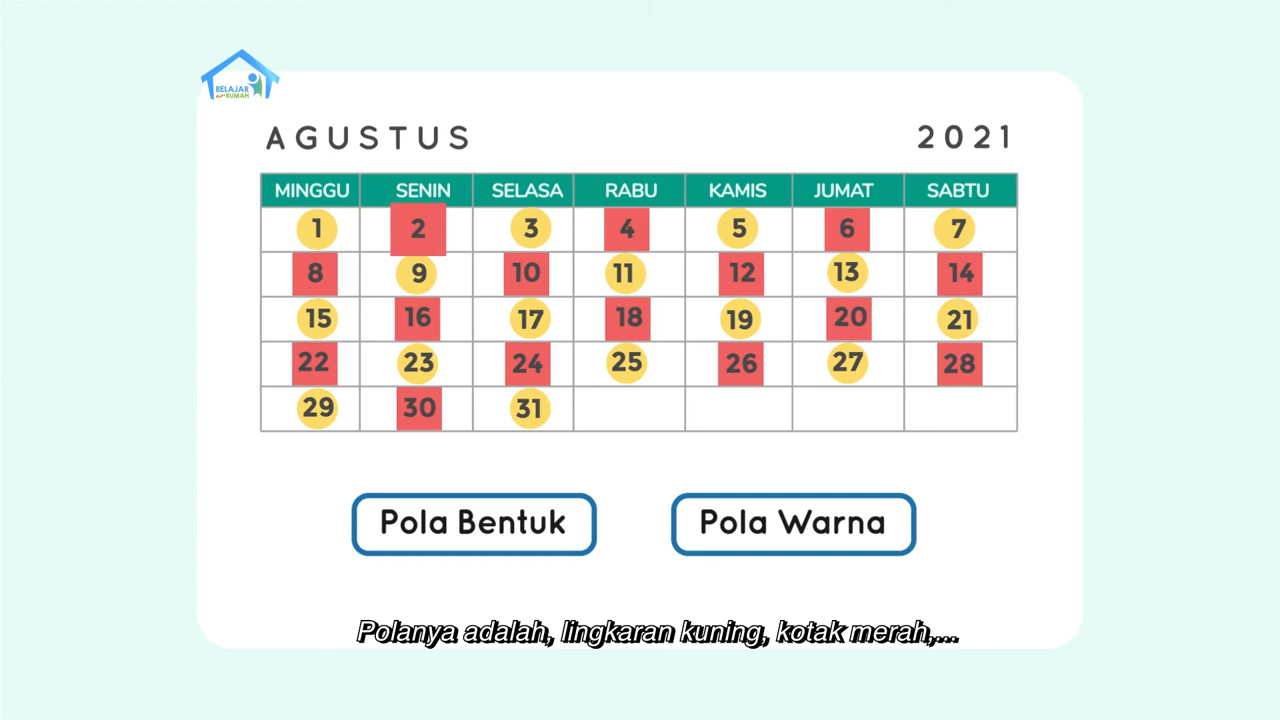 BELAJAR
dari RUMAH
AGUSTUS 2021
MINGGU SENIN SELASA RABU KAMIS JUMAT SABTU
1 2 3 4 5 6 7
8 9 10 11 12 13 14
15 16 17 18 19 20 21
22 23 24 25 26 27 28
29 30 31
Pola Bentuk Pola Warna
Polanya adalah, lingkaran kuning, kotak merah,...